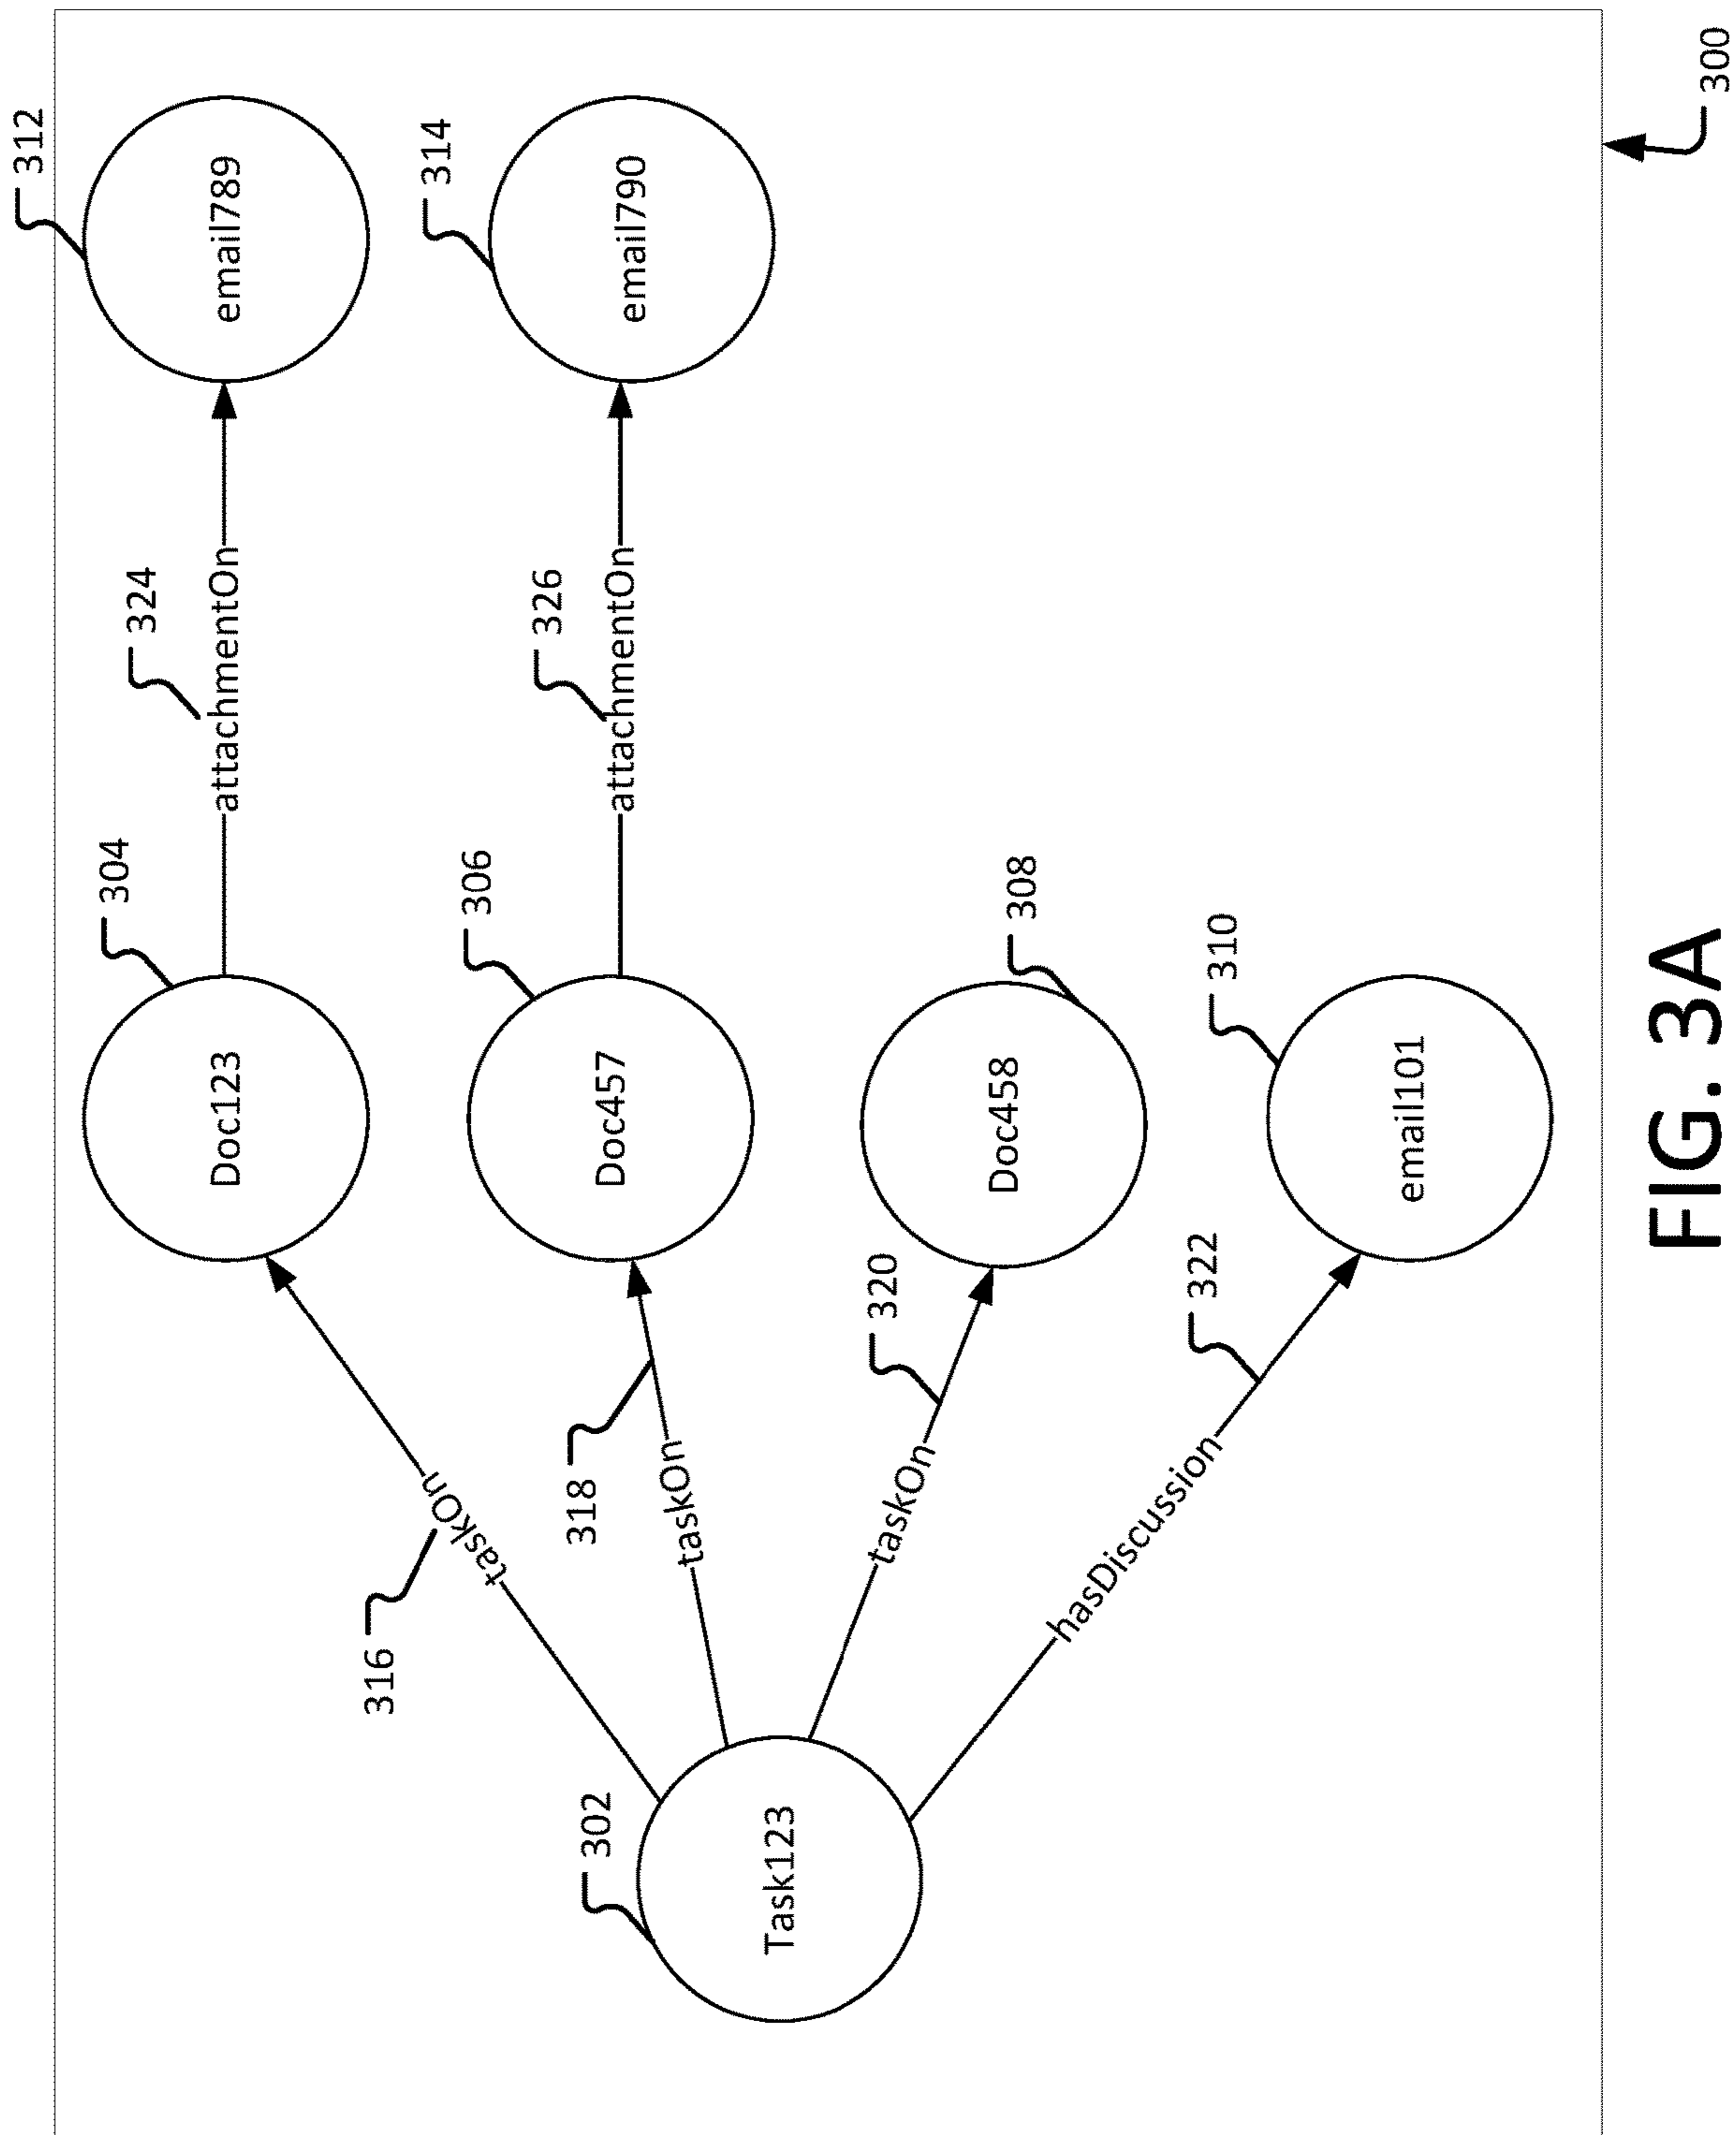 312
304
324
email789
Doc123
attachmentOn
316
taskOn
314
306
326
email790
Doc457
attachmentOn
318
taskOn
302
Task123
308
320
Doc458
taskOn
310
322
email101
hasDiscussion
300
FIG. 3A